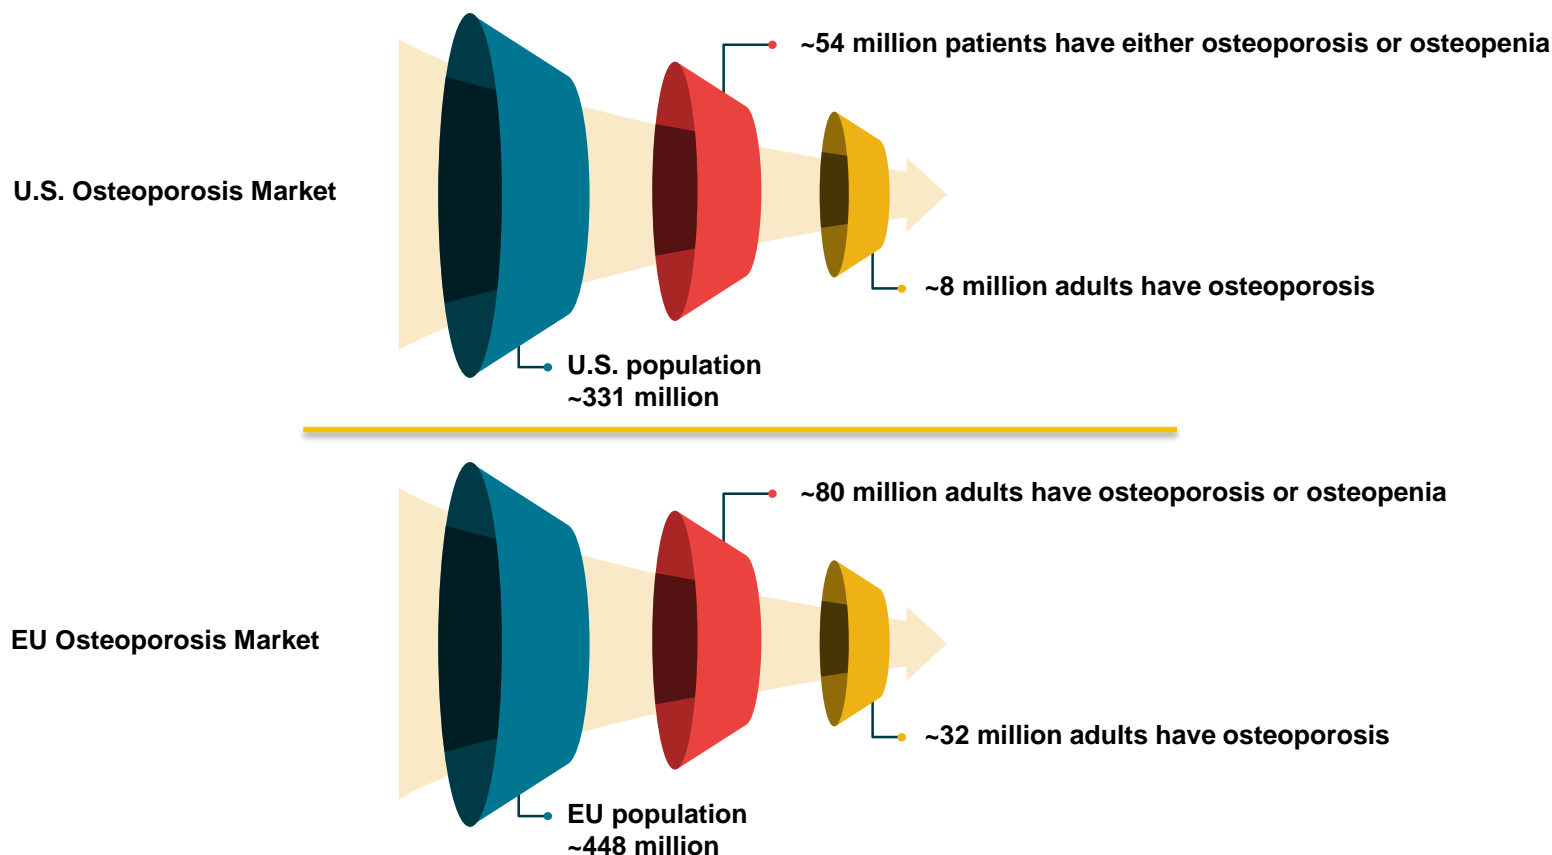 ~54 million patients have either osteoporosis or osteopenia
U.S. Osteoporosis Market
~8 million adults have osteoporosis
U.S. population
~331 million
~80 million adults have osteoporosis or osteopenia
EU Osteoporosis Market
~32 million adults have osteoporosis
EU population
~448 million